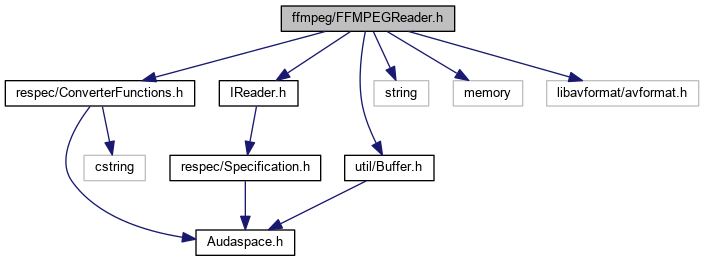 ffmpeg/FFMPEGReader.h
respec/ConverterFunctions.h
IReader.h
string
memory
libavformat/avformat.h
cstring
respec/Specification.h
util/Buffer.h
Audaspace.h